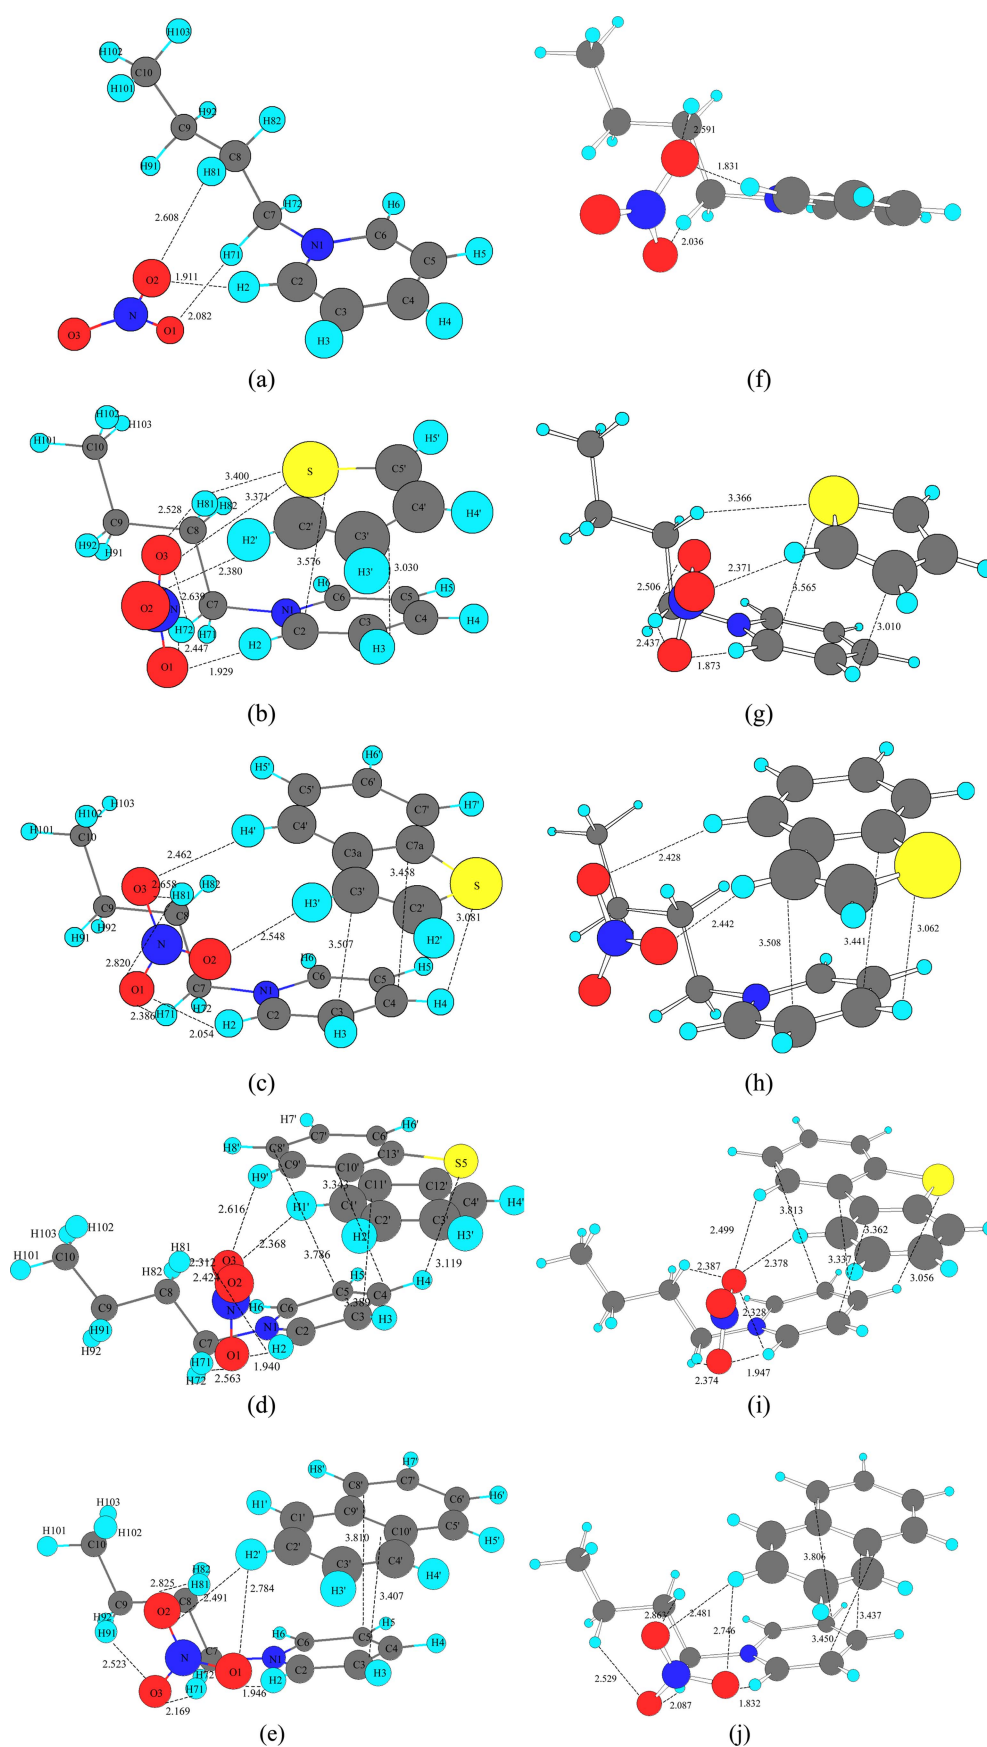 H103
H102
C10
H101
H92
C9
H82
H91
C8
H81
2.608
H72
H6
C7
N1
C6
H71
C5
H5
O2
1.911
C2
H2
C4
N
2.082
C3
H4
O3
O1
H3
(a)
2.591
1.831
2.036
(f)
H102
H103
H101
C10
H5'
3.400
S
C5'
3.371
H81
H82
2.528
C4'
H4'
C9
C8
C2'
H92
H91
H2'
C3'
O3
3.576
H3'
3.030
2.380
H6
H5
2.639
C6
C5
O2
N
C7
N1
H72
H71
C2
C3
C4
H4
2.447
H2
H3
O1
1.929
(b)
3.366
2.371
2.506
3.565
2.437
3.010
1.873
(g)
H6'
H5'
C6'
C5'
H103
H102'
C7'
H7'
H101
C10
H4'
C4'
C7a
2.462
C3a
3.458
O3
2.658
H82
H81
C3'
S
C9
C8
H3'
C2'
3.081
H91
H92
N
2.548
3.507
H2'
2.820
O2
H6
C6
C5
H5
O1
C7
N1
H72
C4
H4
2.386
H71
C2
C3
2.054
H2
H3
(c)
2.428
2.442
3.508
3.441
3.062
(h)
H7'
H6'
C7'
C6'
H8'
C8'
C13'
C9'
C10'
S5
H9'
3.343
C11'
C12'
2.616
H1'
C1'
C4'
H4'
H102
C2'
C3'
H103
2.368
H2'
H3'
H101
C10
H81
3.786
2.312
O3
3.119
H82
2.424
O2
H5
H4
C8
C5
C4
C9
N
H6
C6
3.389
C3
H91
N1
C2
H3
H92
C7
O1
H2
H71
1.940
H72
2.563
(d)
2.499
3.813
3.362
2.378
3.337
2.387
3.056
2.328
1.947
2.374
(i)
H7'
H8'
C8'
C7'
H103
H1'
C6'
H6'
C1'
C9'
H101
H102
C10'
C5'
C10
3.810
H5'
H2'
C2'
H82
C3'
C4'
2.825
H81
2.784
H4'
2.491
H3'
3.407
O2
C8
H92
C9
H5
H91
H6
C6
C5
C4
H4
N
C7
N1
2.523
O1
C2
C3
H72
H3
O3
H71
1.946
H2
2.169
(e)
3.806
2.481
2.746
3.437
3.450
2.529
2.087
1.832
(j)